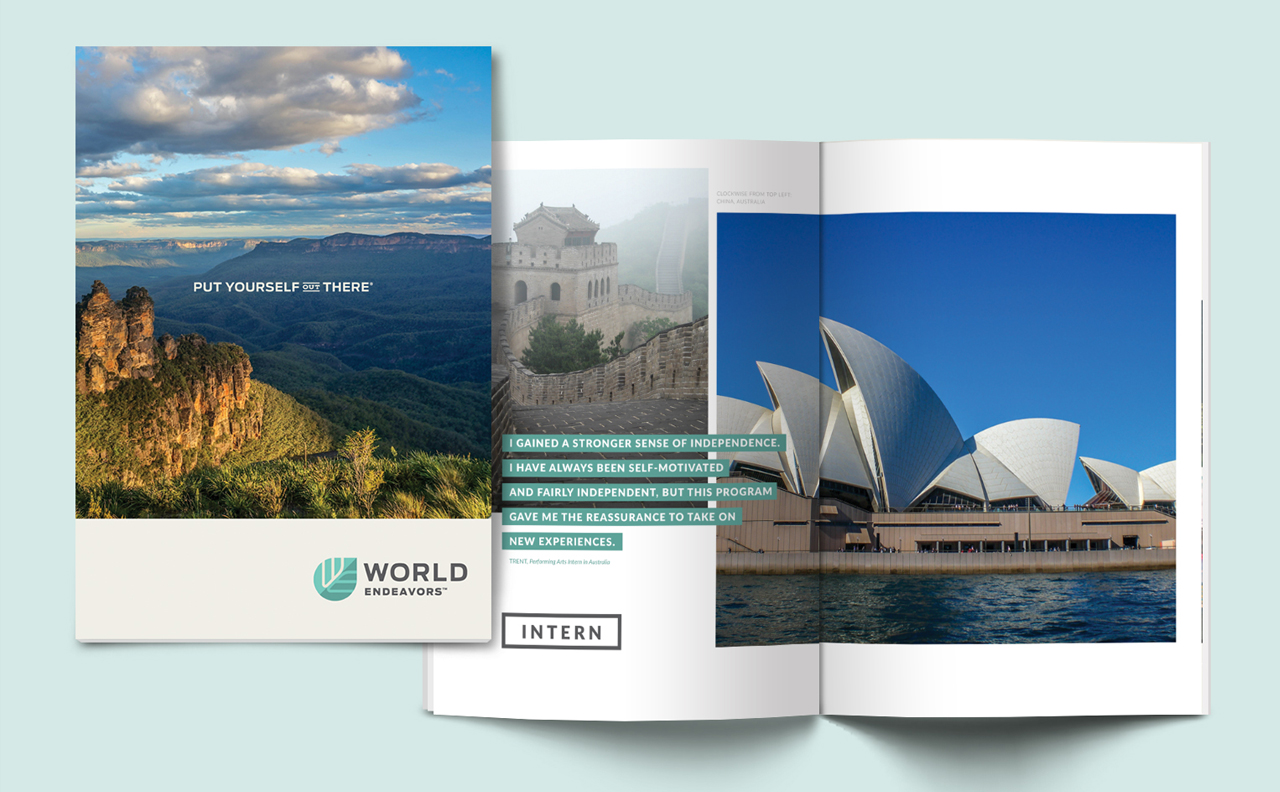 PUT YOURSELF OUT THERE®
WORLD
ENDEAVORS™
CLOCKWISE FROM TOP LEFT:
CHINA, AUSTRALIA
I GAINED A STRONGER SENSE OF INDEPENDENCE.
I HAVE ALWAYS BEEN SELF-MOTIVATED
AND FAIRLY INDEPENDENT, BUT THIS PROGRAM
GAVE ME THE REASSURANCE TO TAKE ON
NEW EXPERIENCES.
TRENT, Performing Arts Intern in Australia
INTERN